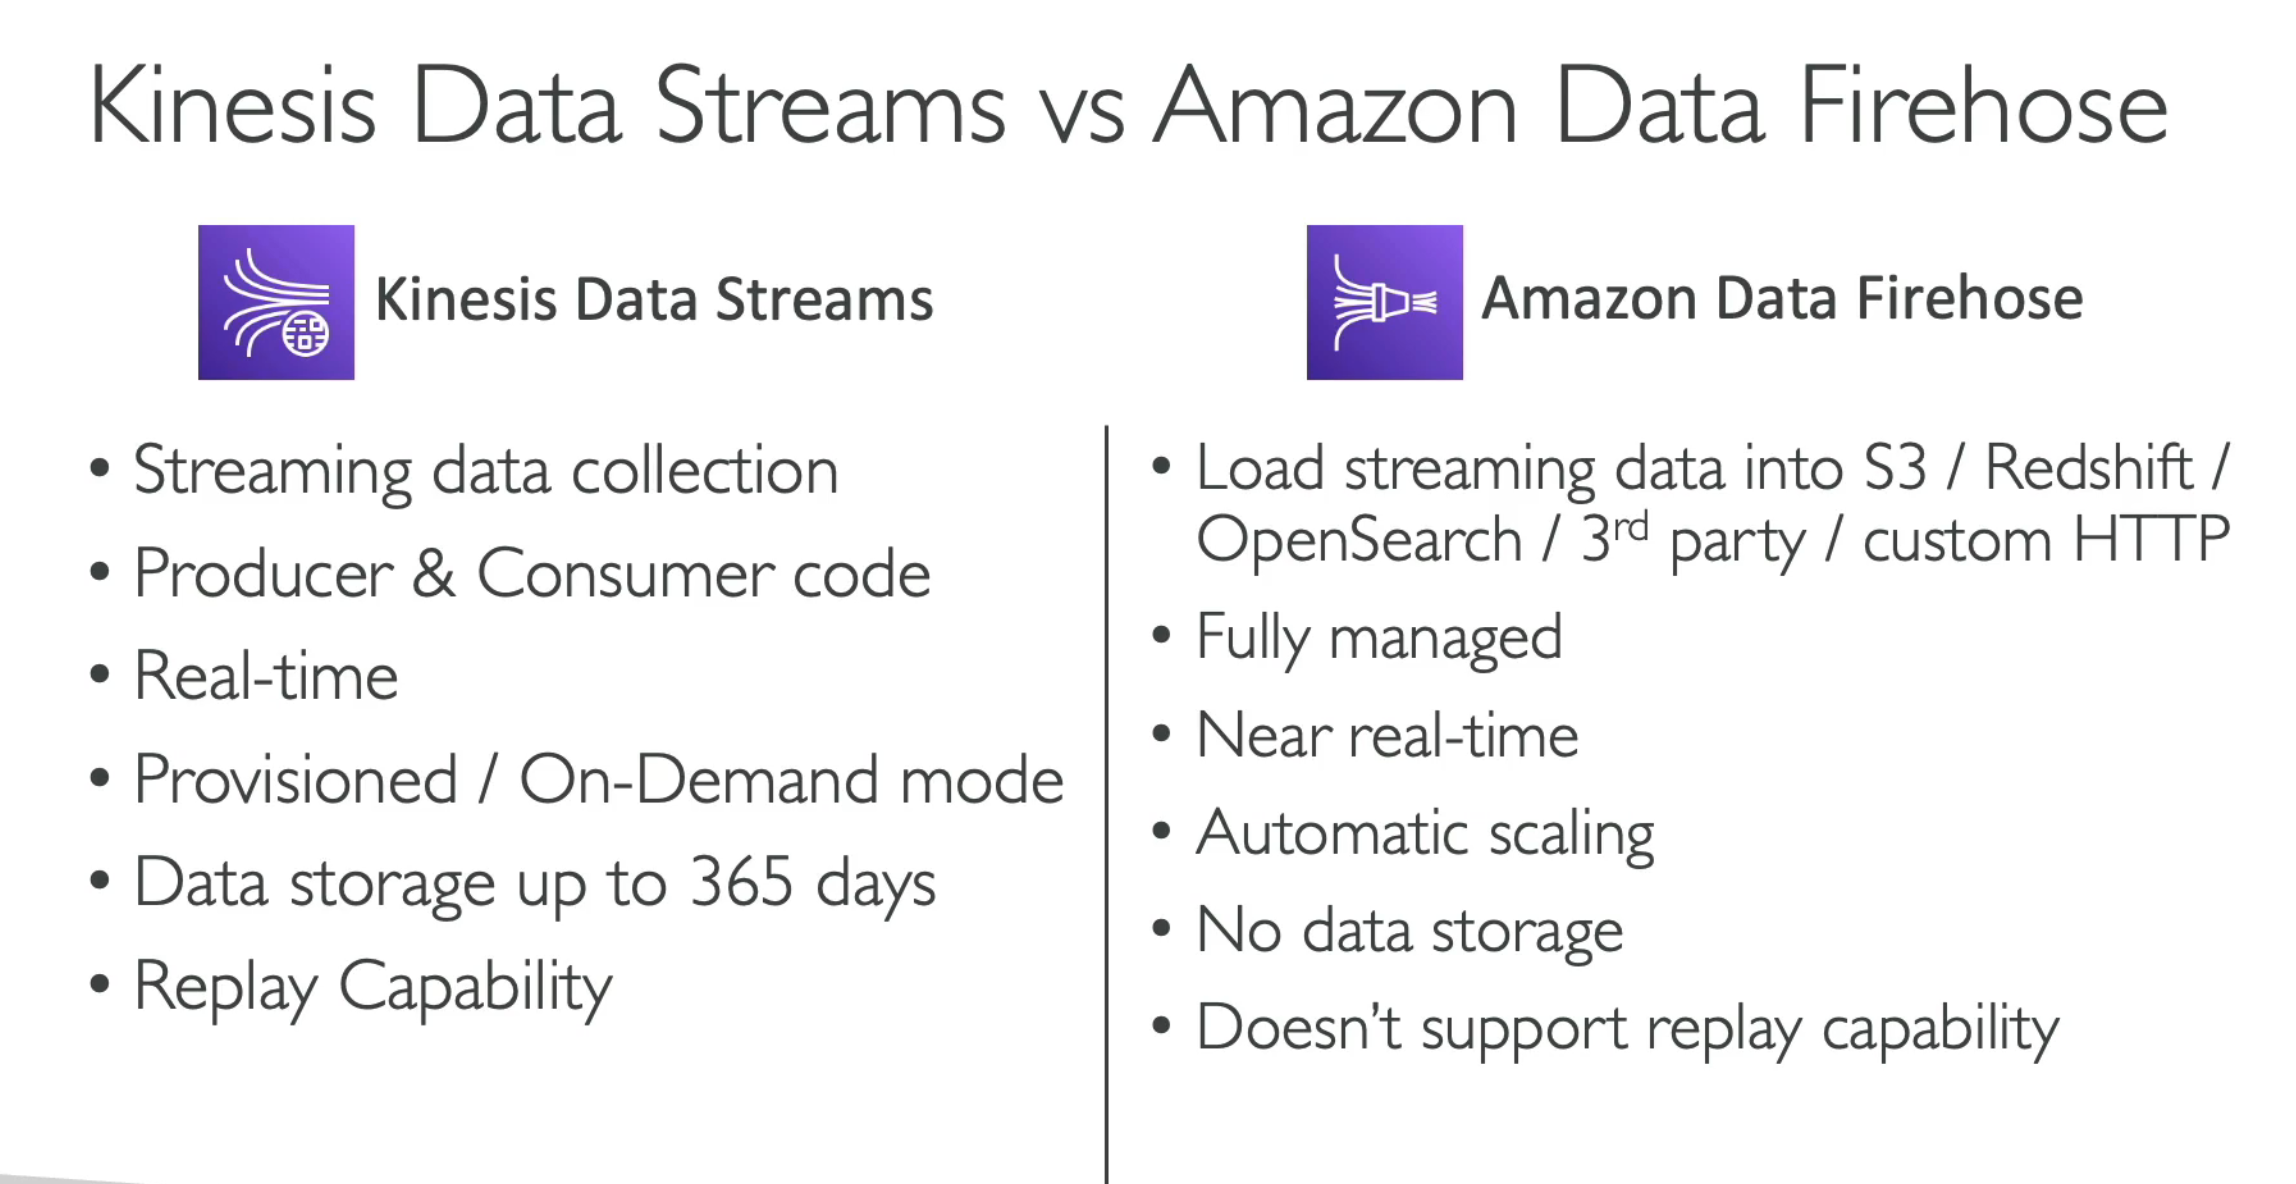 Kinesis Data Streams vs Amazon Data Firehose
Kinesis Data Streams
• Streaming data collection
• Producer & Consumer code
• Real-time
• Provisioned / On-Demand mode
• Data storage up to 365 days
• Replay Capability
Amazon Data Firehose
• Load streaming data into S3 / Redshift /
OpenSearch / 3rd party / custom HTTP
• Fully managed
• Near real-time
• Automatic scaling
• No data storage
• Doesn’t support replay capability